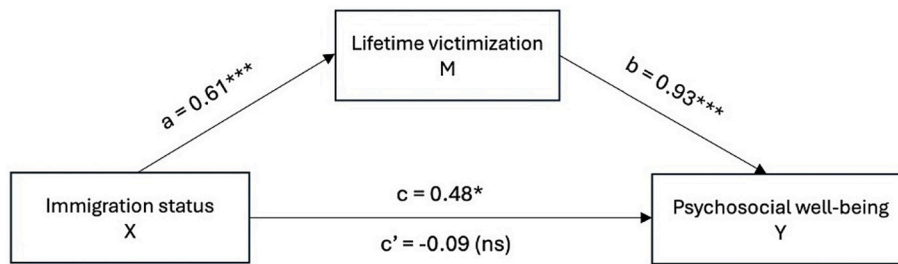 Lifetime victimization
M
a = 0.61***
b = 0.93***
Immigration status
X
c = 0.48*
c’ = -0.09 (ns)
Psychosocial well-being
Y